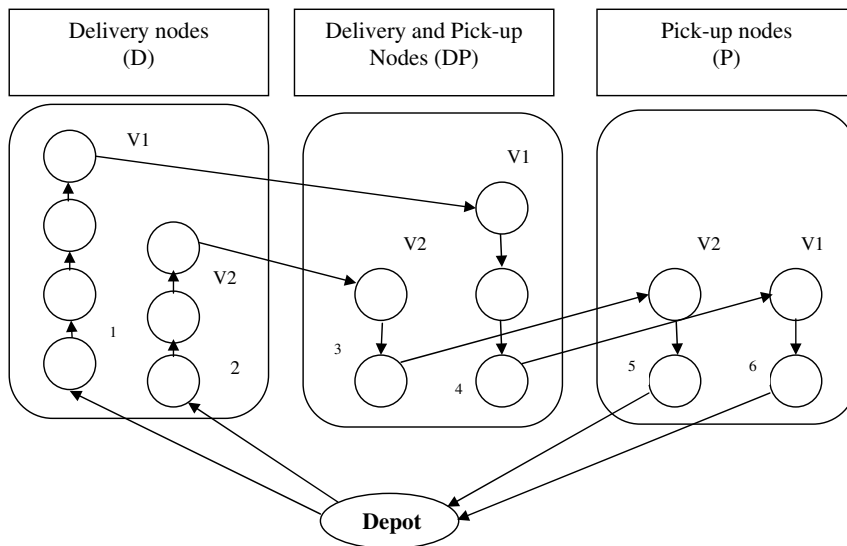 Delivery nodes
(D)
Delivery and Pick-up
Nodes (DP)
Pick-up nodes
(P)
V1
V2
1
2
V1
V2
3
4
V2
V1
5
6
Depot